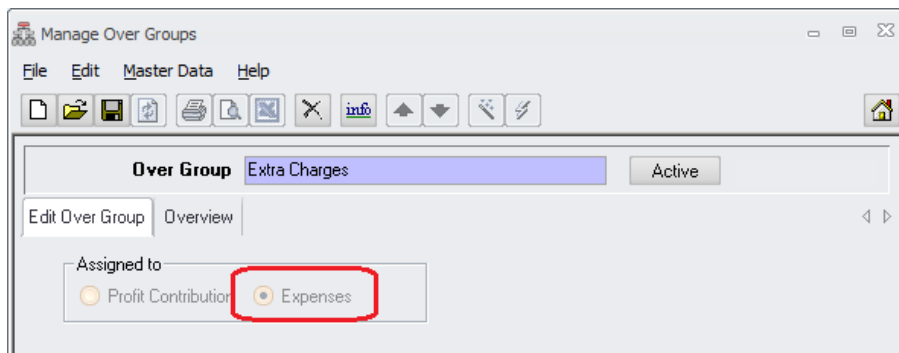 Manage Over Groups
File Edit Master Data Help
info
Over Group Extra Charges Active
Edit Over Group Overview
Assigned to
Profit Contribution Expenses